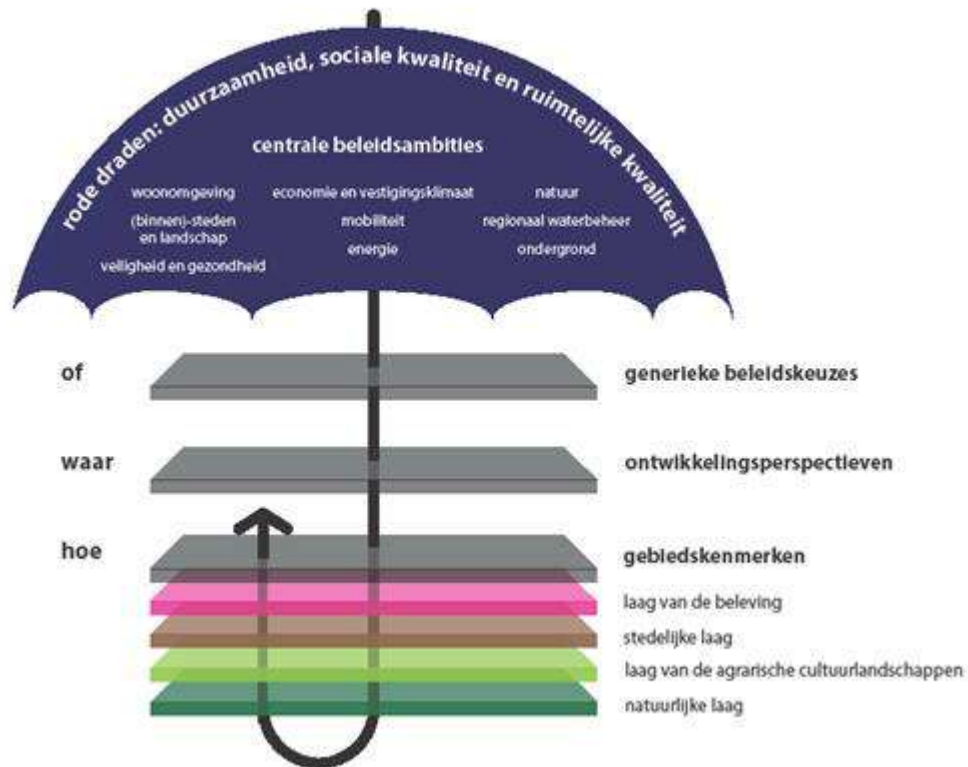 rode draden: duurzaamheid, sociale kwaliteit en ruimtelijke kwaliteit
centrale beleidsambities
woonomgeving
(binnen)-steden
en landschap
veiligheid en gezondheid
economie en vestigingsklimaat
mobiliteit
energie
natuur
regionaal waterbeheer
ondergrond
of
generieke beleidskeuzes
waar
ontwikkelingsperspectieven
hoe
gebiedskenmerken
laag van de beleving
stedelijke laag
laag van de agrarische cultuurlandschappen
natuurlijke laag